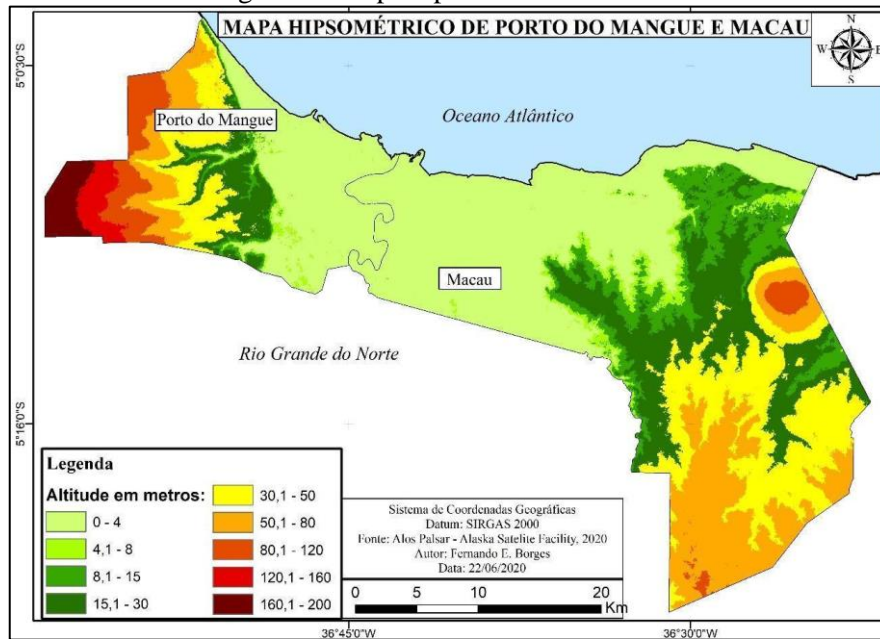 MAPA HIPSOMÉTRICO DE PORTO DO MANGUE E MACAU
N
W
E
S
5°0'30"S
Porto do Mangue
Oceano Atlântico
Macau
Rio Grande do Norte
5°16'0"S
Legenda
Altitude em metros:
0 - 4
4,1 - 8
8,1 - 15
15,1 - 30
30,1 - 50
50,1 - 80
80,1 - 120
120,1 - 160
160,1 - 200
Sistema de Coordenadas Geográficas
Datum: SIRGAS 2000
Fonte: Alos Palsar - Alaska Satelite Facility, 2020
Autor: Fernando E. Borges
Data: 22/06/2020
0 5 10 20
Km
36°45'0"W
36°30'0"W